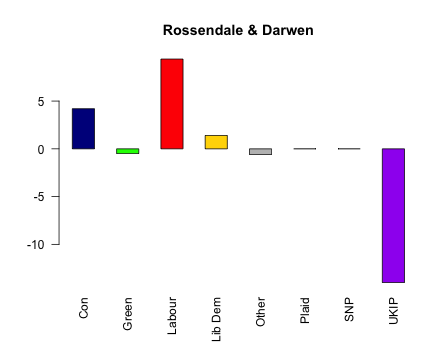 Rossendale & Darwen
5
0
-5
-10
Con
Green
Labour
Lib Dem
Other
Plaid
SNP
UKIP